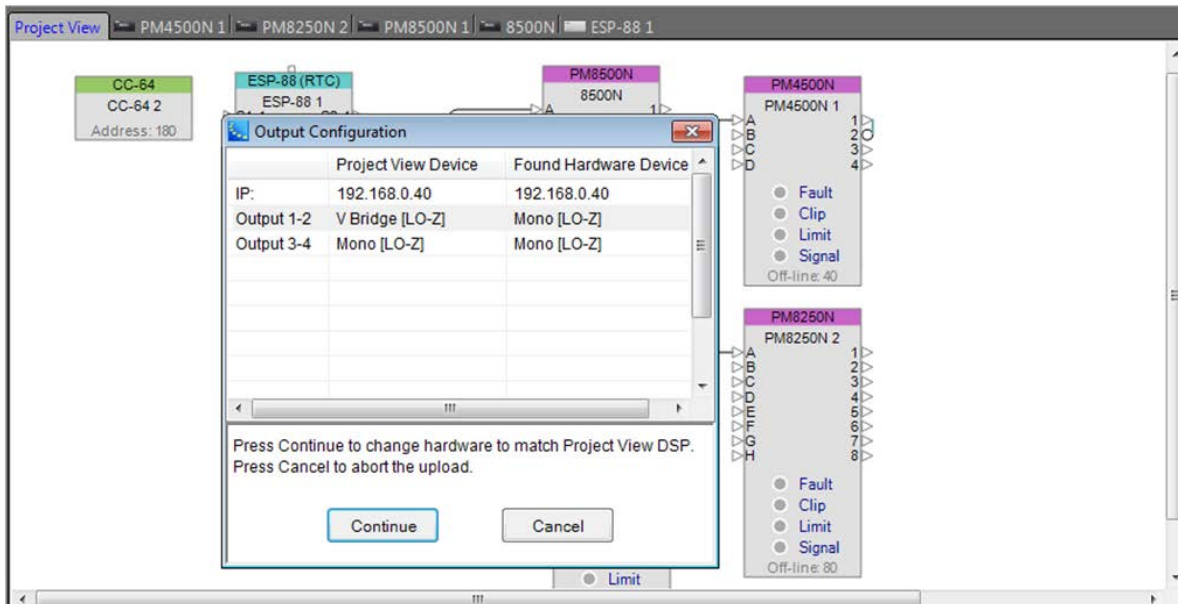 Project View PM4500N 1 PM8250N 2 PM8500N 1 8500N ESP-88 1
CC-64
CC-64 2
Address: 180
ESP-88 (RTC)
ESP-88 1
PM8500N
8500N
A 1
PM4500N
PM4500N 1
A 1
B 2
C 3
D 4
Fault
Clip
Limit
Signal
Off-line: 40
Output Configuration
Project View Device Found Hardware Device
IP: 192.168.0.40 192.168.0.40
Output 1-2 V Bridge [LO-Z] Mono [LO-Z]
Output 3-4 Mono [LO-Z] Mono [LO-Z]
Press Continue to change hardware to match Project View DSP.
Press Cancel to abort the upload.
Continue Cancel
PM8250N
PM8250N 2
A 1
B 2
C 3
D 4
E 5
F 6
G 7
H 8
Fault
Clip
Limit
Signal
Off-line: 80
Limit